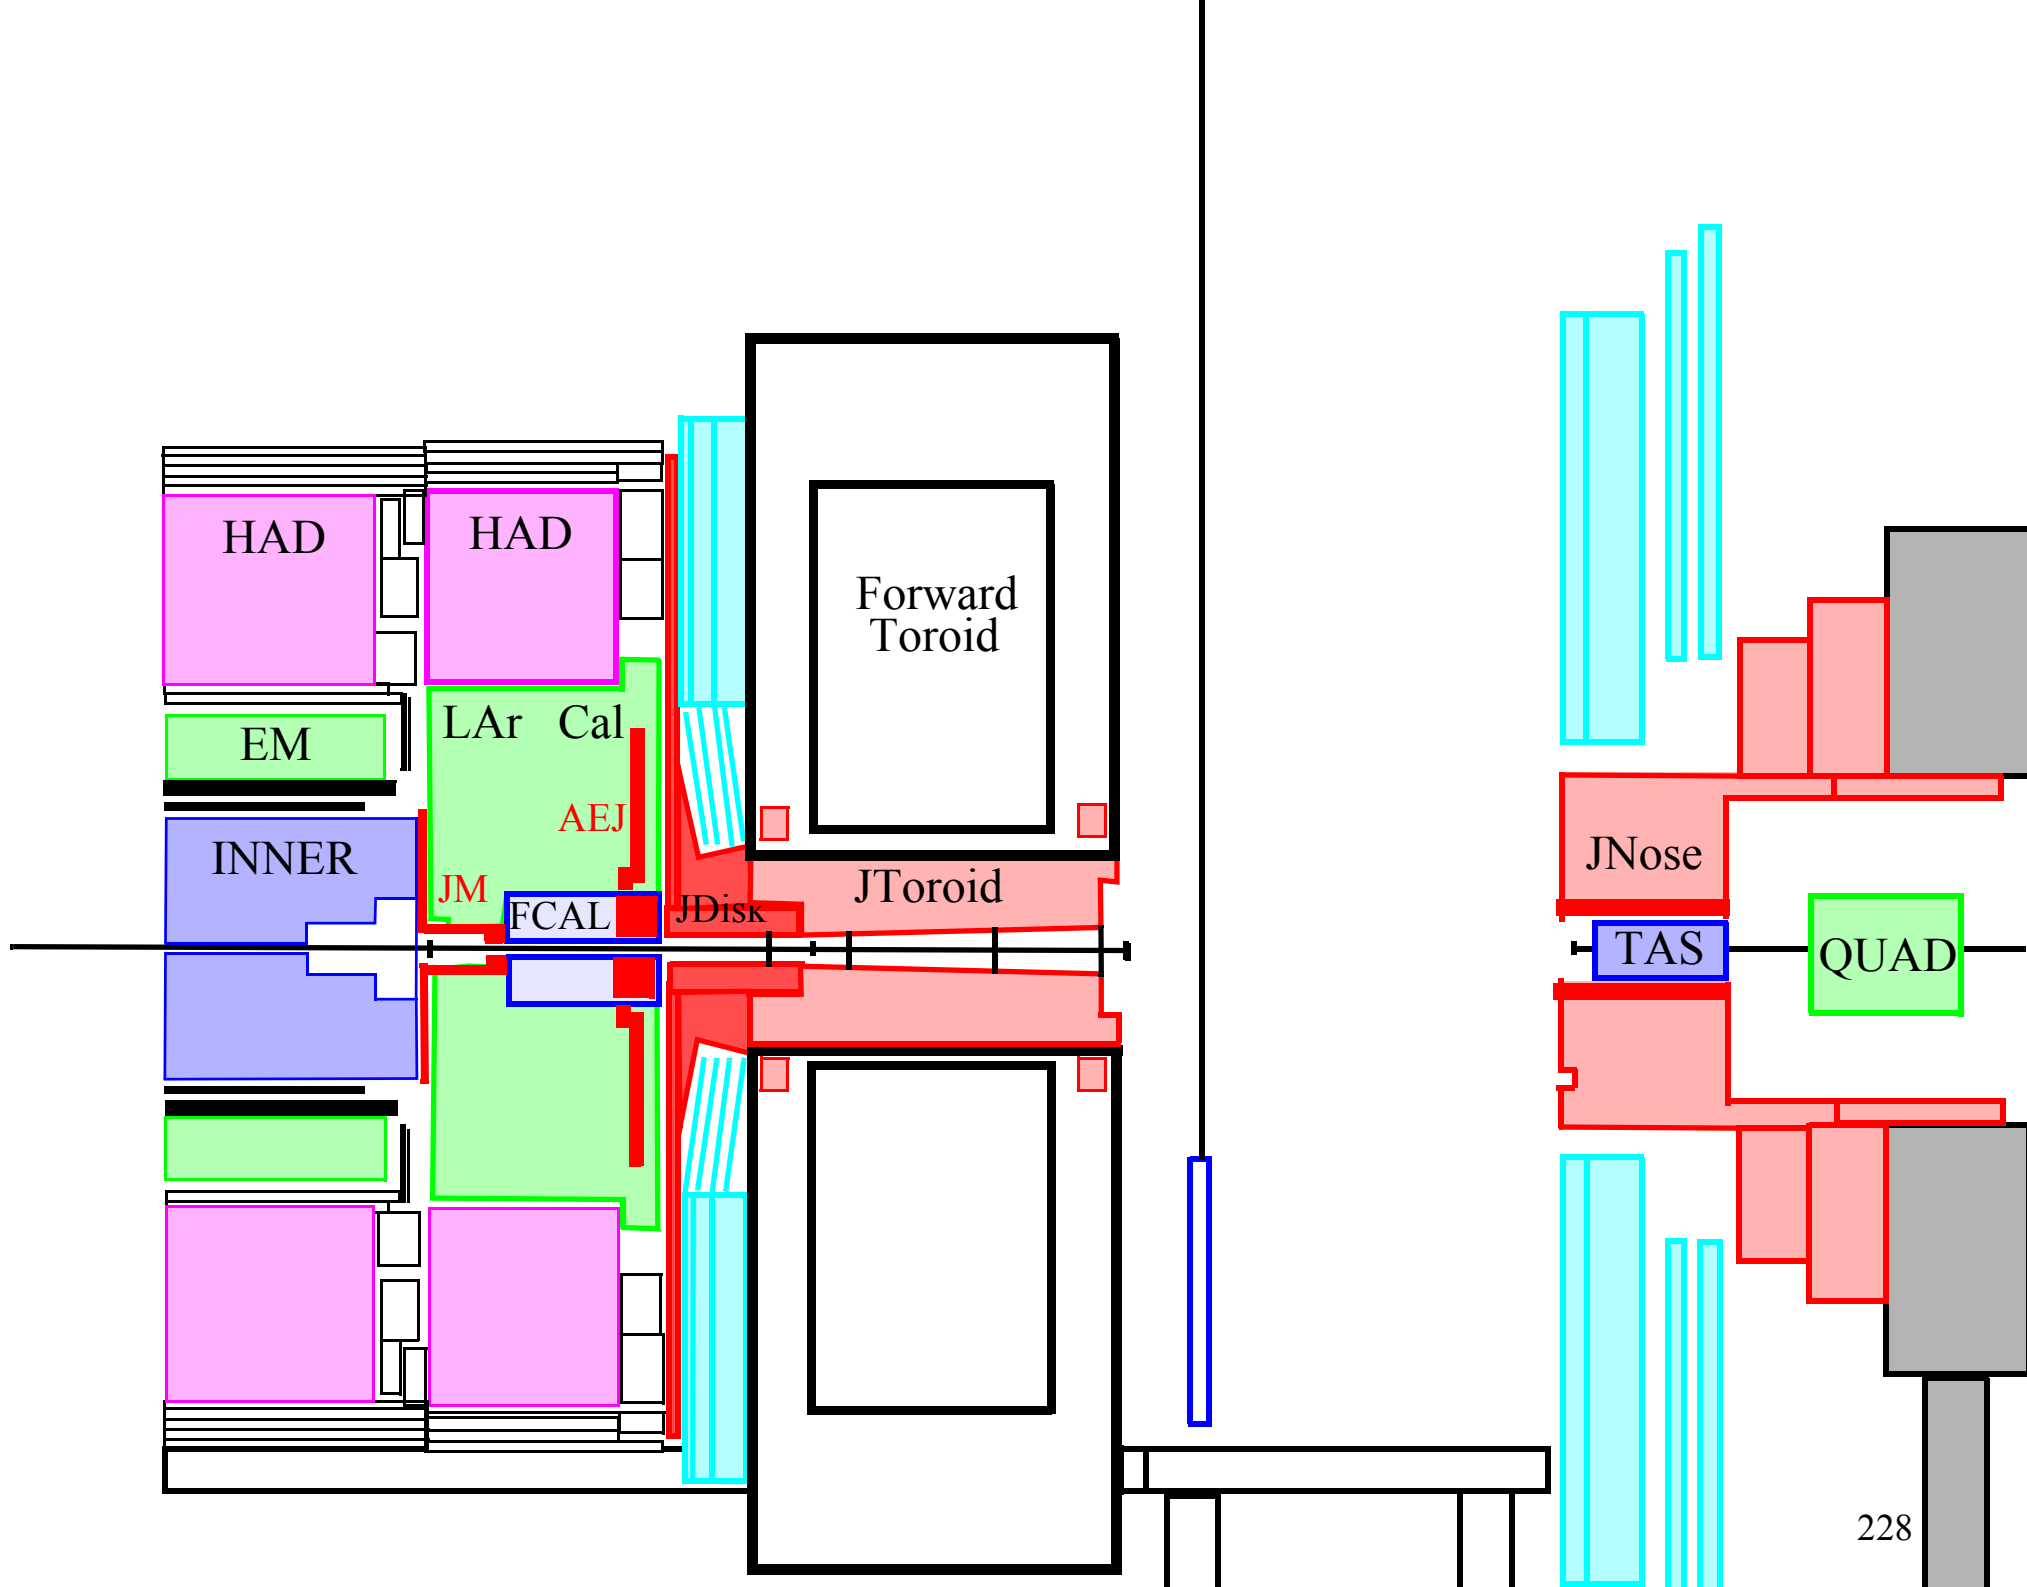 HAD
HAD
Forward
Toroid
LAr Cal
EM
AEJ
INNER
JM
FCAL
JDisk
JToroid
JNose
TAS
QUAD
228